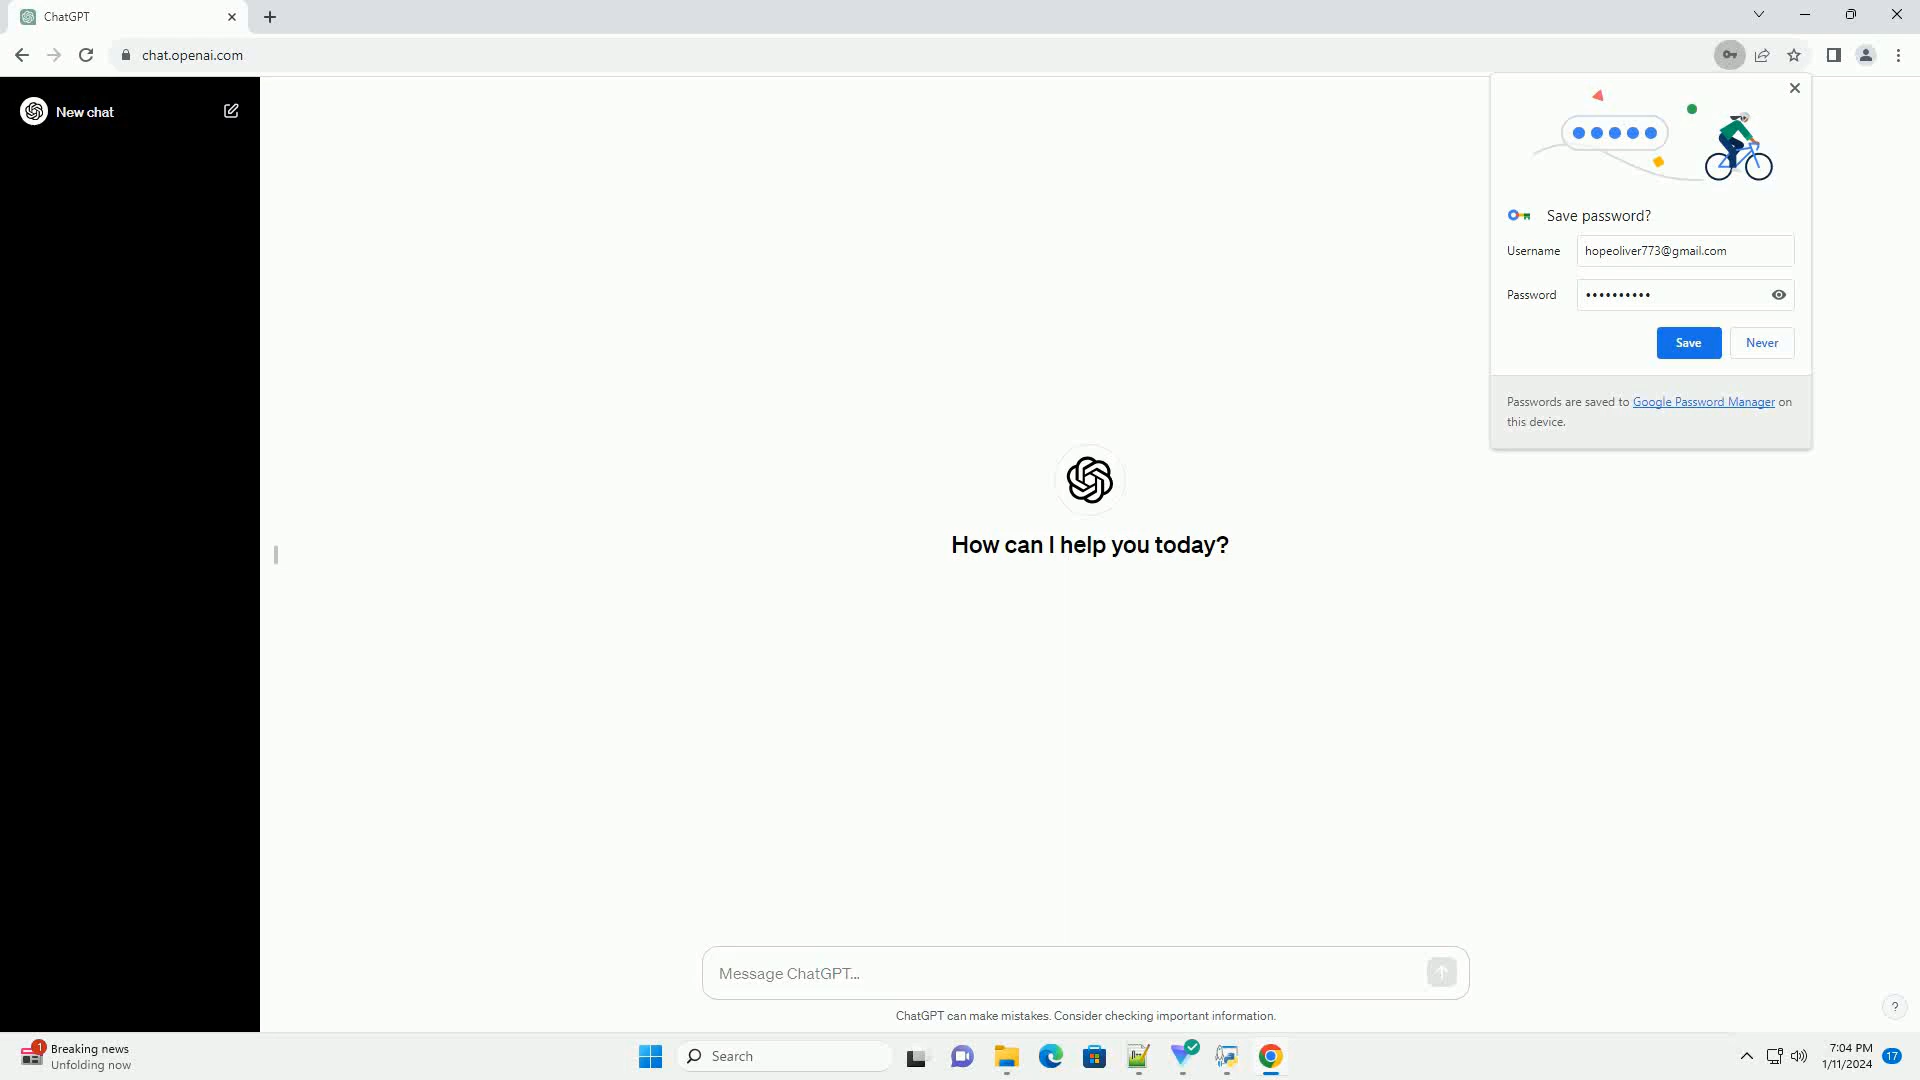 ChatGPT
chat.openai.com
New chat
Save password?
Username hopeoliver773@gmail.com
Password ••••••••••
Save Never
Passwords are saved to Google Password Manager on
this device.
How can I help you today?
Message ChatGPT...
ChatGPT can make mistakes. Consider checking important information.
?
1
Breaking news
Unfolding now
Search
7:04 PM
1/11/2024
17